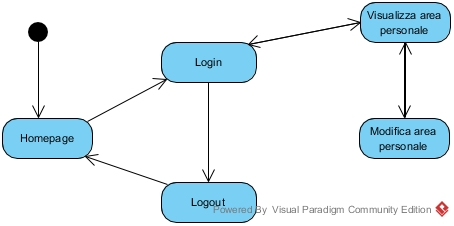 Visualizza area
personale
Login
Homepage
Modifica area
personale
Logout
Powered By Visual Paradigm Community Edition